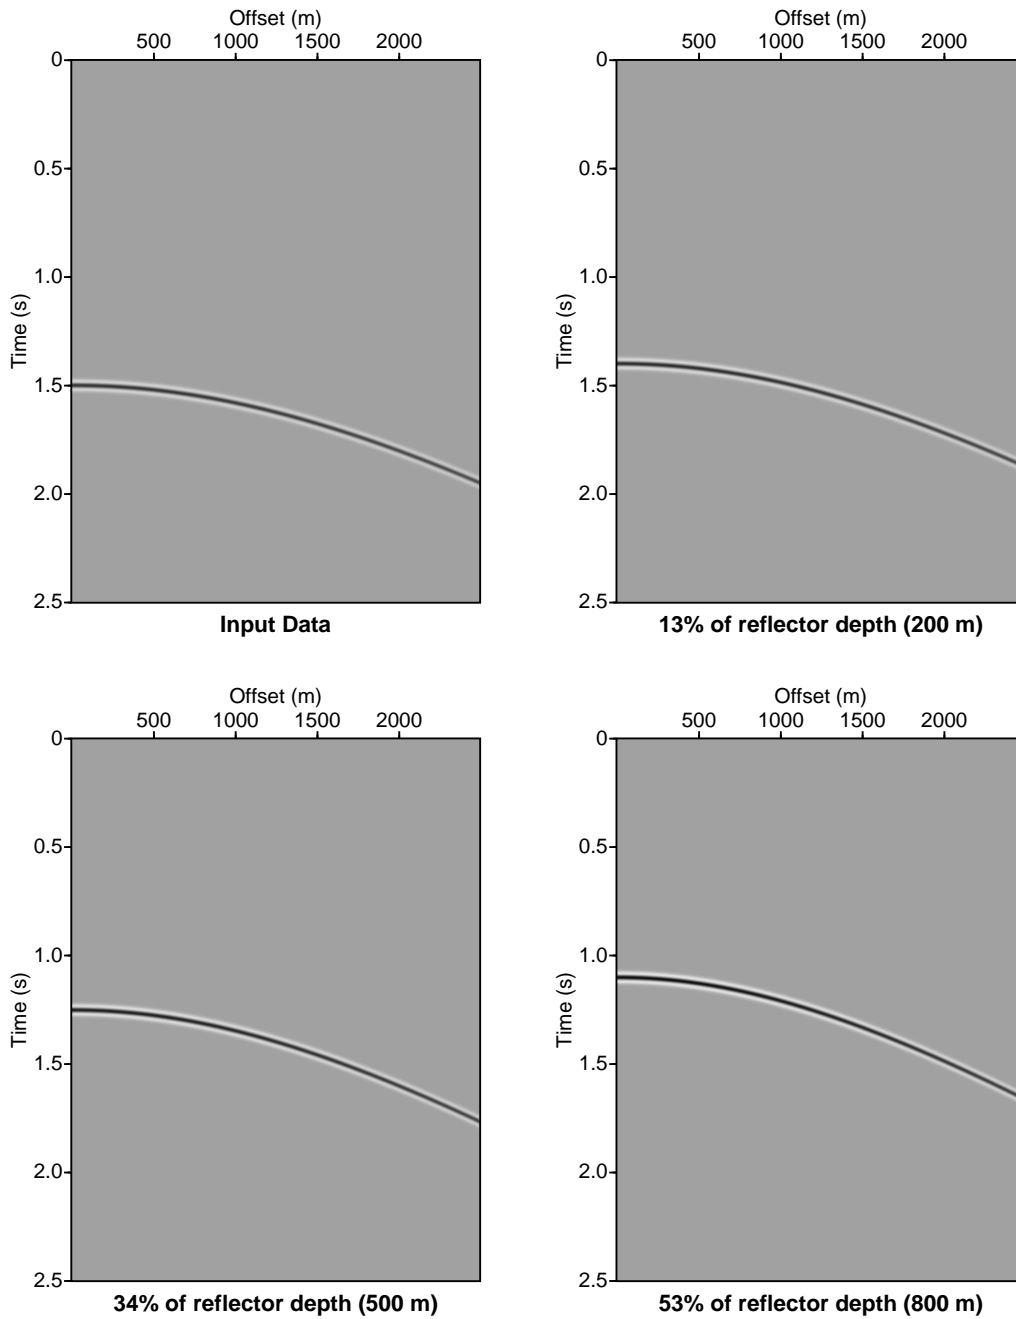 Offset (m)
500 1000 1500 2000
0
0.5
1.0
1.5
2.0
2.5
Time (s)
Input Data
Offset (m)
500 1000 1500 2000
0
0.5
1.0
1.5
2.0
2.5
Time (s)
13% of reflector depth (200 m)
Offset (m)
500 1000 1500 2000
0
0.5
1.0
1.5
2.0
2.5
Time (s)
34% of reflector depth (500 m)
Offset (m)
500 1000 1500 2000
0
0.5
1.0
1.5
2.0
2.5
Time (s)
53% of reflector depth (800 m)